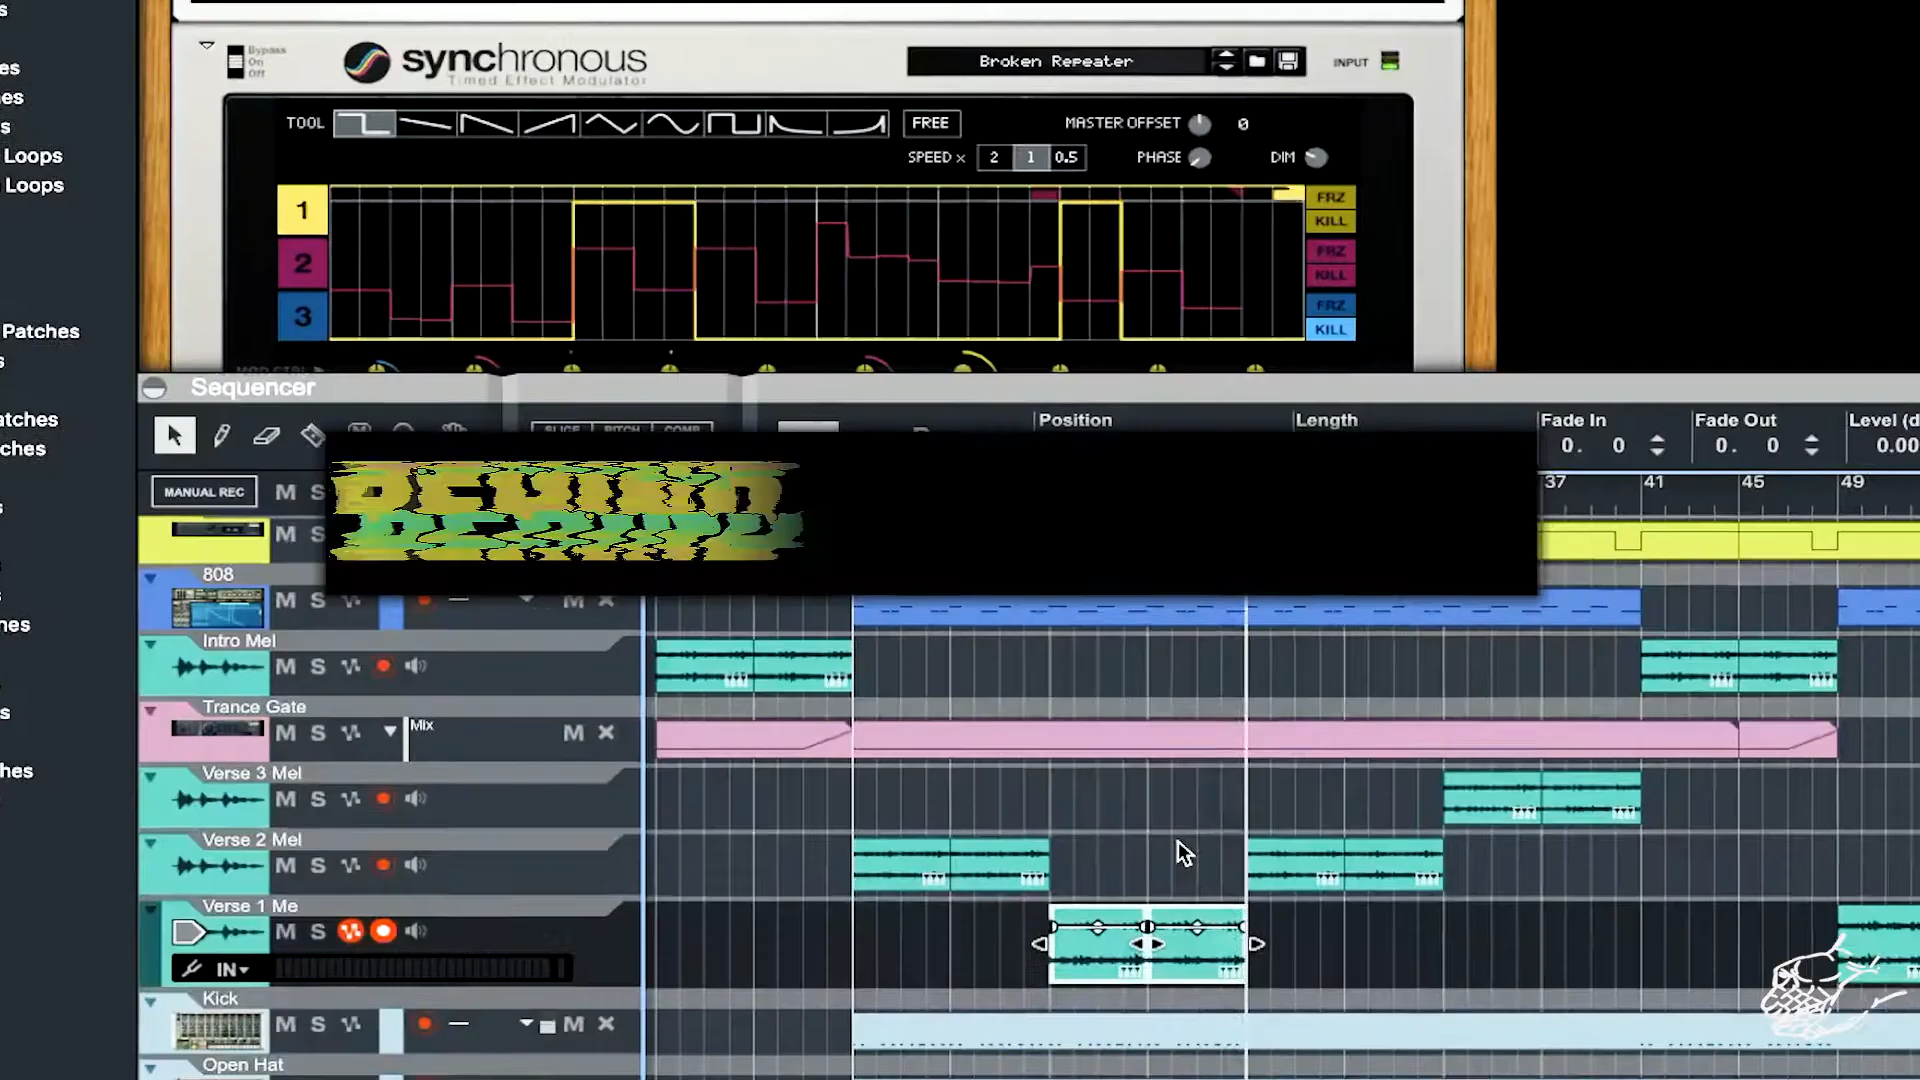 es
hes
s
Loops
Loops
Patches
s
atches
ches
s
s
nes
s
s
hes
Bypass
On
Off
synchronous
Timed Effect Modulator
Broken Repeater
INPUT
TOOL
FREE
MASTER OFFSET
0
SPEED ×
2
1
0.5
PHASE
DIM
1
2
3
FRZ
KILL
FRZ
KILL
FRZ
KILL
Sequencer
SLICE
PITCH
COMP
Position
Length
Fade In
Fade Out
Level (d
0. 0
0. 0
0.00
MANUAL REC
M S
37
41
45
49
M S
808
M S
M
Intro Mel
M S
Trance Gate
M S
Mix
M
Verse 3 Mel
M S
Verse 2 Mel
M S
Verse 1 Me
M S
IN
Kick
M S
M
Open Hat